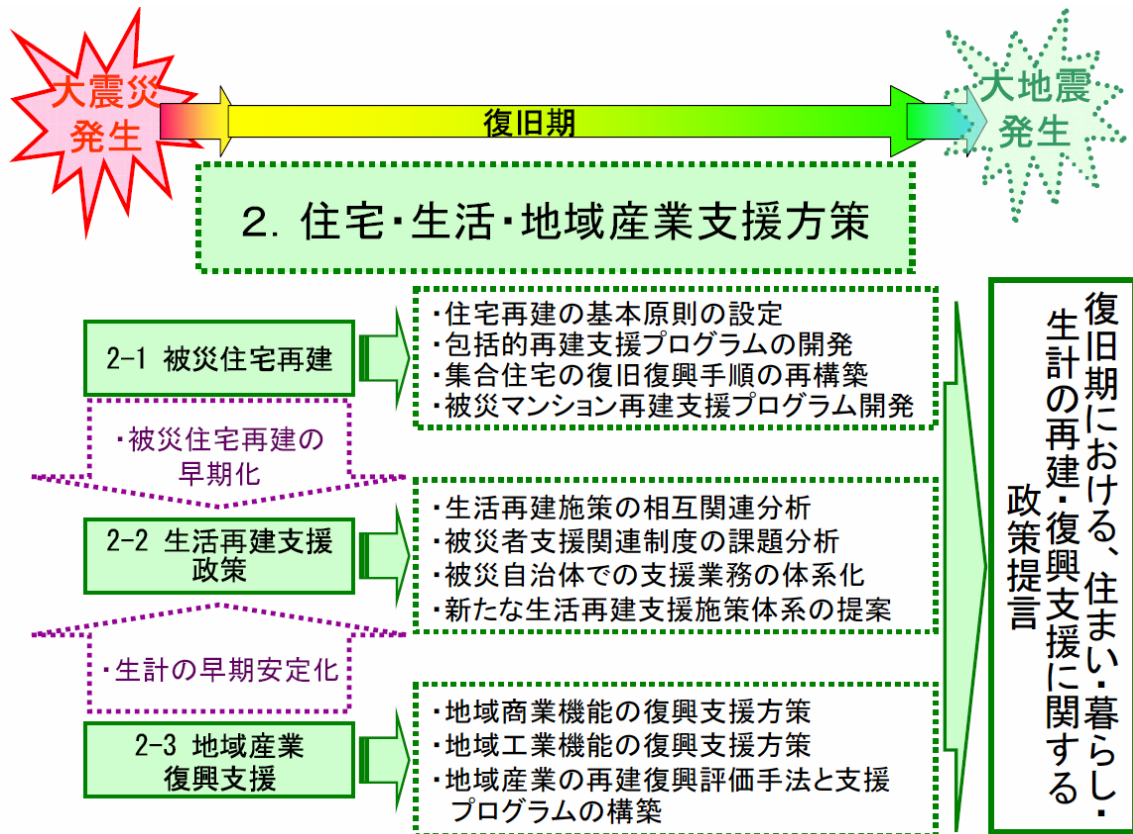 大震災
発生
復旧期
大地震
発生
2．住宅・生活・地域産業支援方策
2-1 被災住宅再建
・住宅再建の基本原則の設定
・包括的再建支援プログラムの開発
・集合住宅の復旧復興手順の再構築
・被災マンション再建支援プログラム開発
・被災住宅再建の
早期化
2-2 生活再建支援
政策
・生活再建施策の相互関連分析
・被災者支援関連制度の課題分析
・被災自治体での支援業務の体系化
・新たな生活再建支援施策体系の提案
・生計の早期安定化
2-3 地域産業
復興支援
・地域商業機能の復興支援方策
・地域工業機能の復興支援方策
・地域産業の再建復興評価手法と支援
プログラムの構築
復旧期における、住まい・暮らし・
生計の再建・復興支援に関する
政策提言